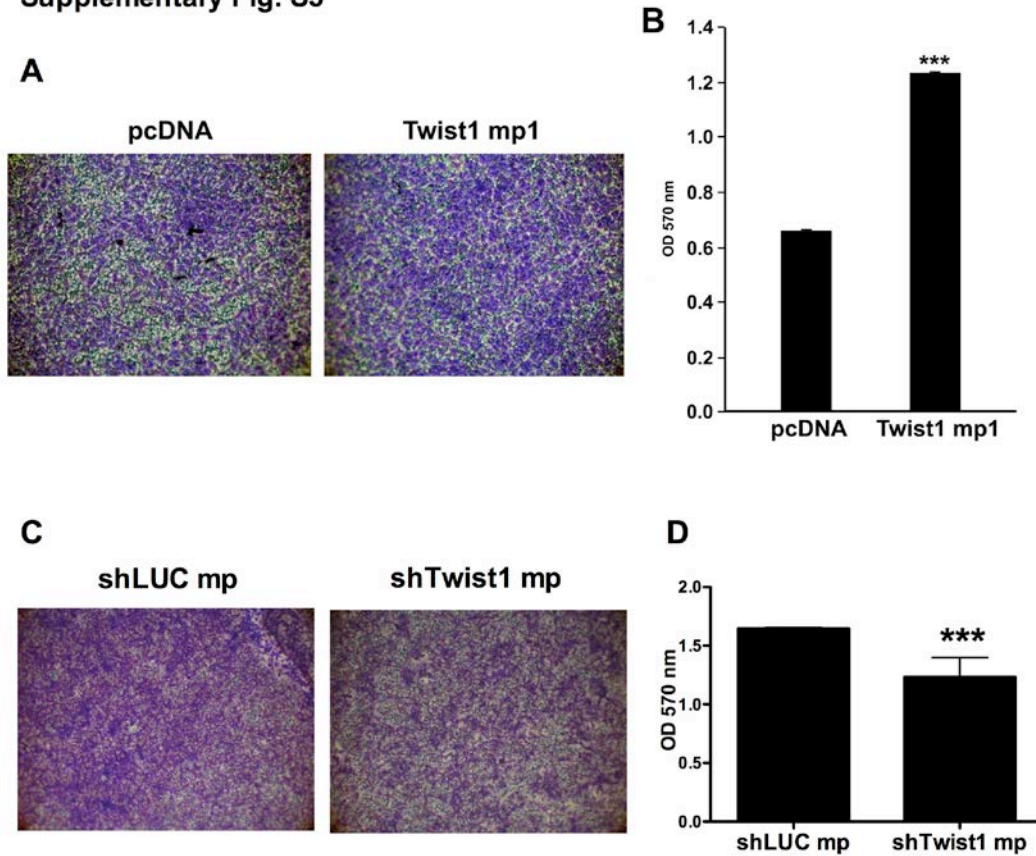 Supplementary Fig. S5
A
pcDNA
Twist1 mp1
B
1.4
1.2
1.0
0.8
0.6
0.4
0.2
0.0
OD 570 nm
***
pcDNA
Twist1 mp1
C
shLUC mp
shTwist1 mp
D
2.0
1.5
1.0
0.5
0.0
OD 570 nm
***
shLUC mp
shTwist1 mp